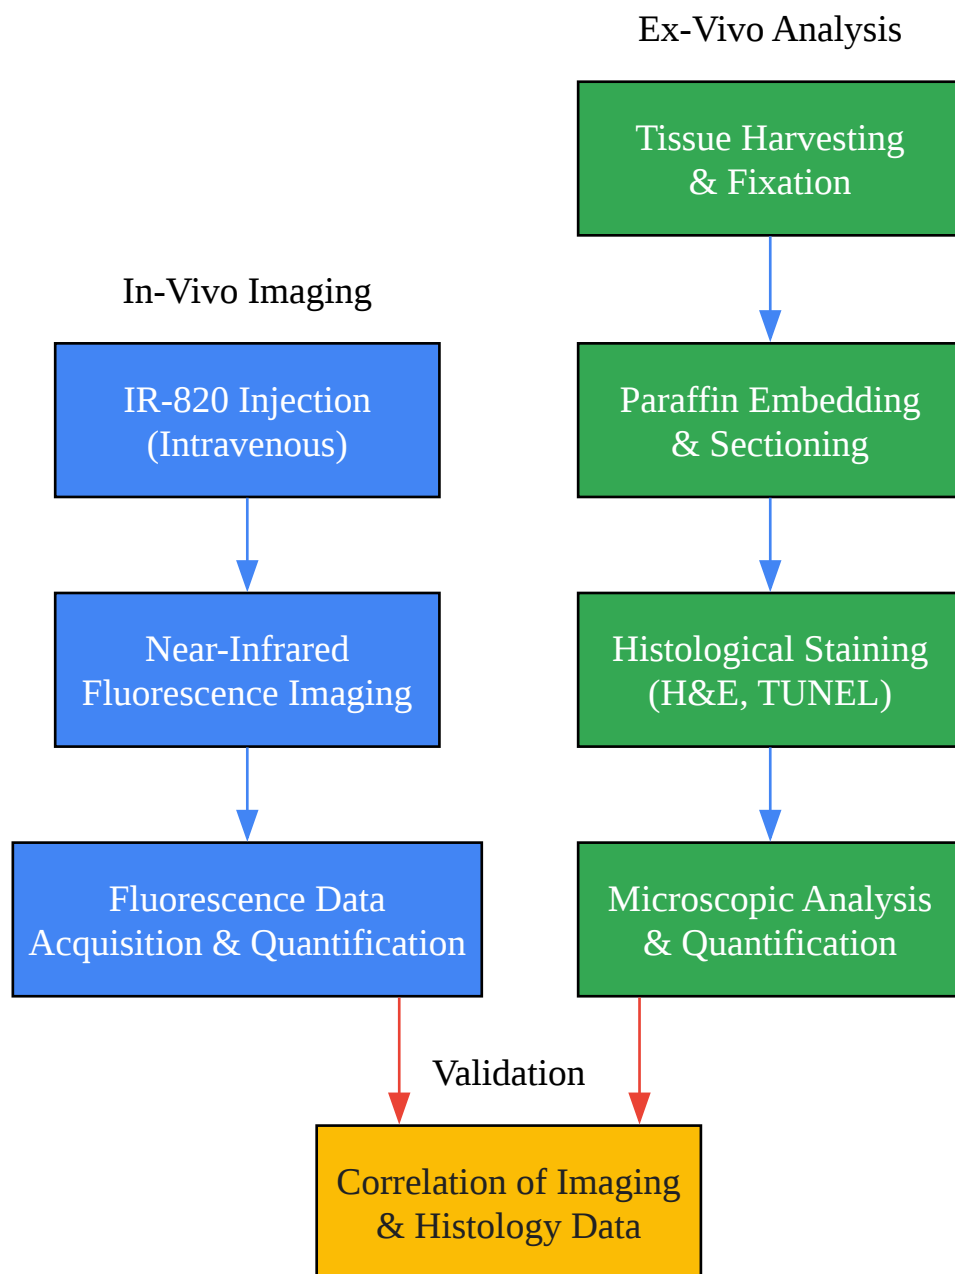 Ex-Vivo Analysis
Tissue Harvesting
& Fixation
In-Vivo Imaging
IR-820 Injection
(Intravenous)
Paraffin Embedding
& Sectioning
Near-Infrared
Fluorescence Imaging
Histological Staining
(H&E, TUNEL)
Fluorescence Data
Acquisition & Quantification
Microscopic Analysis
& Quantification
Validation
Correlation of Imaging
& Histology Data